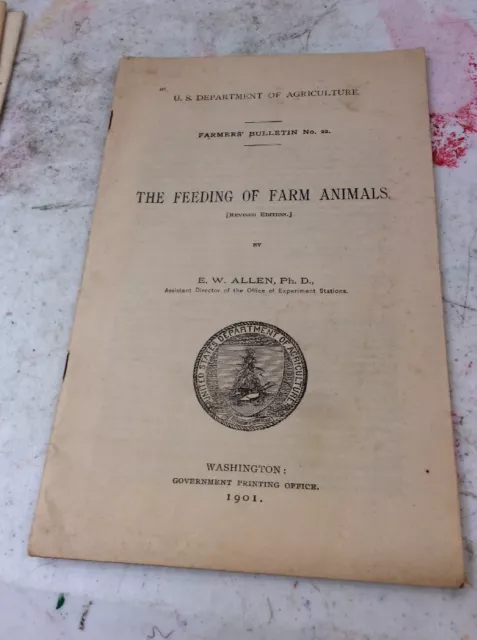 U. S. DEPARTMENT OF AGRICULTURE.
FARMERS' BULLETIN No. 22.
THE FEEDING OF FARM ANIMALS.
[REVISED EDITION.]
BY
E. W. ALLEN, Ph. D.,
Assistant Director of the Office of Experiment Stations.
UNITED STATES DEPARTMENT OF AGRICULTURE
WASHINGTON:
GOVERNMENT PRINTING OFFICE.
1901.